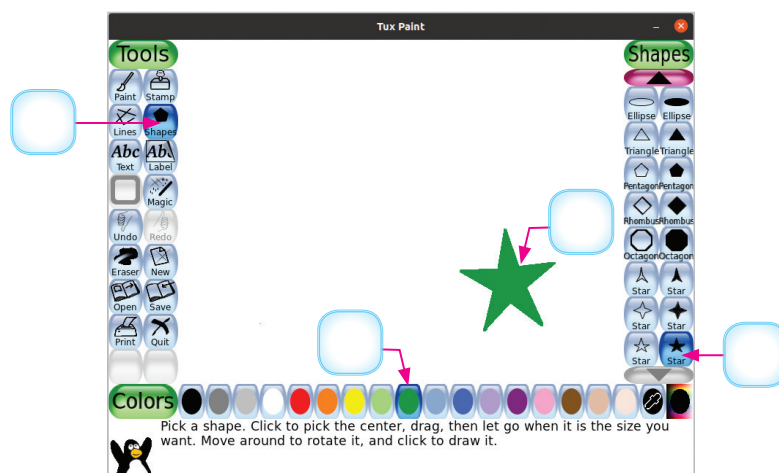 Tux Paint
Tools
Shapes
Paint Stamp
Lines Shapes
Abc Abc
Text Label
Magic
Undo Redo
Eraser New
Open Save
Print Quit
Ellipse Ellipse
Triangle Triangle
Pentagon Pentagon
Rhombus Rhombus
Octagon Octagon
Star Star
Star Star
Star Star
Colors
Pick a shape. Click to pick the center, drag, then let go when it is the size you
want. Move around to rotate it, and click to draw it.